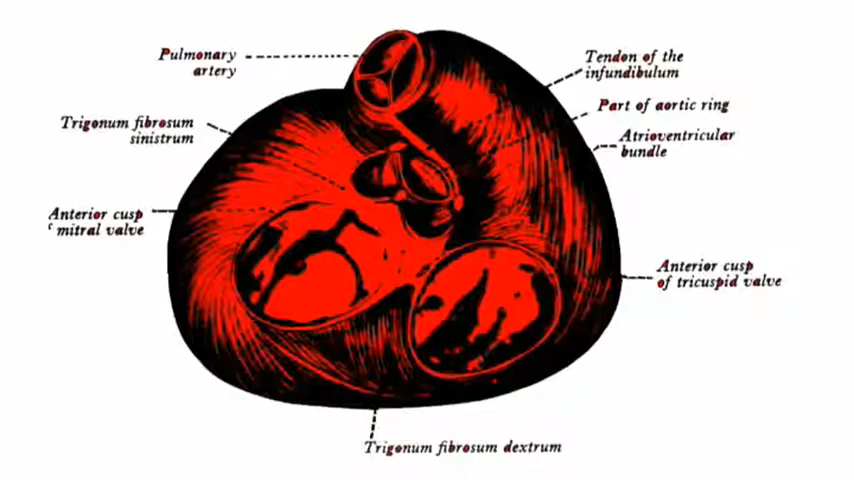 Pulmonary
artery
Tendon of the
infundibulum
Part of aortic ring
Trigonum fibrosum
sinistrum
Atrioventricular
bundle
Anterior cusp
mitral valve
Anterior cusp
of tricuspid valve
Trigonum fibrosum dextrum